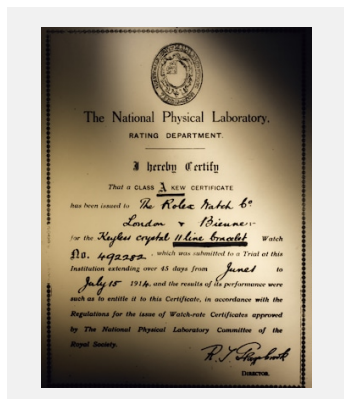 The National Physical Laboratory.
RATING DEPARTMENT.
I hereby Certify
That a CLASS A KEW CERTIFICATE
has been issued to The Rolex Watch Co
London & Bienne
for the Keyless crystal 11 line bracelet Watch
No. 492282, which was submitted to a Trial at this
Institution extending over 45 days from June 1 to
July 15 1914, and the results of its performance were
such as to entitle it to this Certificate, in accordance with the
Regulations for the issue of Watch-rate Certificates approved
by The National Physical Laboratory Committee of the
Royal Society.
DIRECTOR.